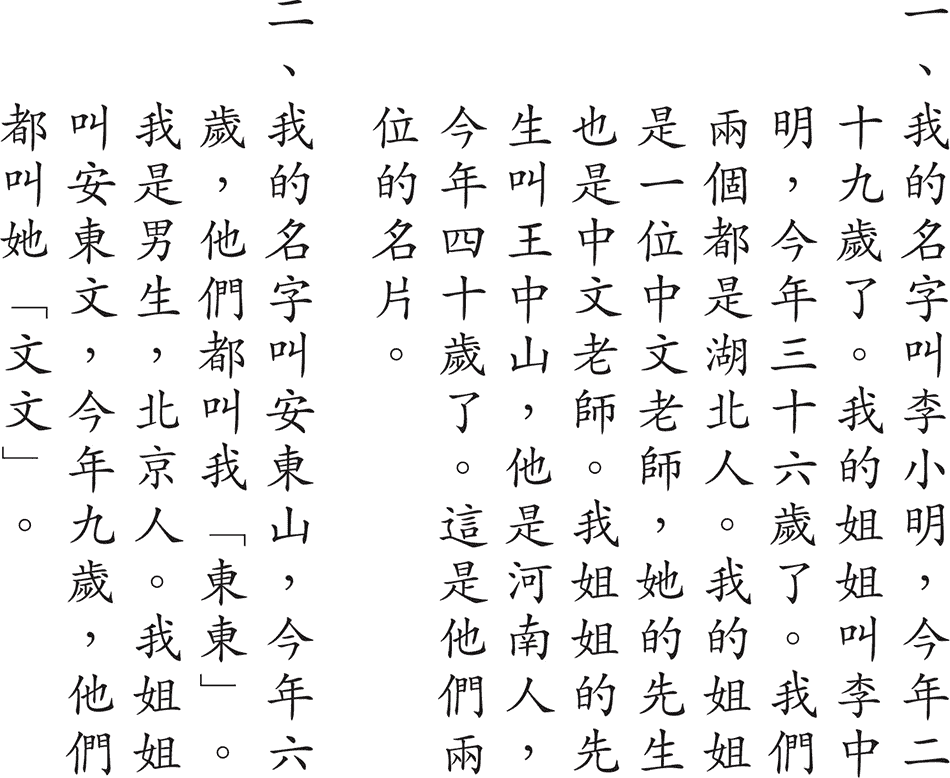 一、我的名字叫李小明，今年二
十九歲了。我的姐姐叫李中
明，今年三十六歲了。我們
兩個都是湖北人。我的姐姐
是一位中文老師，她的先生
也是中文老師。我姐姐的先
生叫王中山，他是河南人，
今年四十歲了。這是他們兩
位的名片。
二、我的名字叫安東山，今年六
歲，他們都叫我「東東」。
我是男生，北京人。我姐姐
叫安東文，今年九歲，他們
都叫她「文文」。